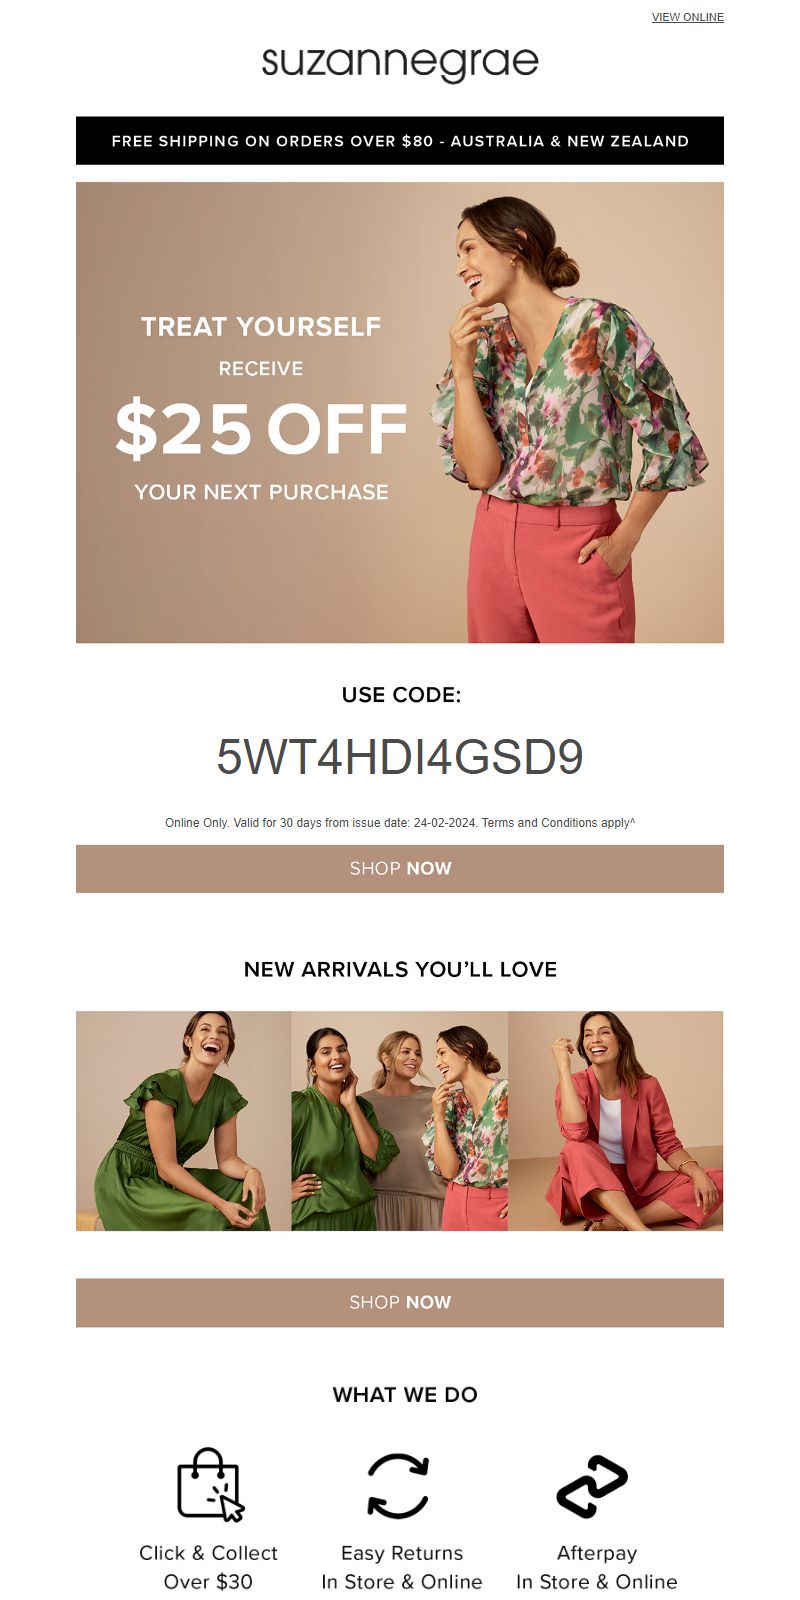 VIEW ONLINE
suzannegrae
FREE SHIPPING ON ORDERS OVER $80 - AUSTRALIA & NEW ZEALAND
TREAT YOURSELF
RECEIVE
$25 OFF
YOUR NEXT PURCHASE
USE CODE:
5WT4HDI4GSD9
Online Only. Valid for 30 days from issue date: 24-02-2024. Terms and Conditions apply^
SHOP NOW
NEW ARRIVALS YOU’LL LOVE
SHOP NOW
WHAT WE DO
Click & Collect
Over $30
Easy Returns
In Store & Online
Afterpay
In Store & Online